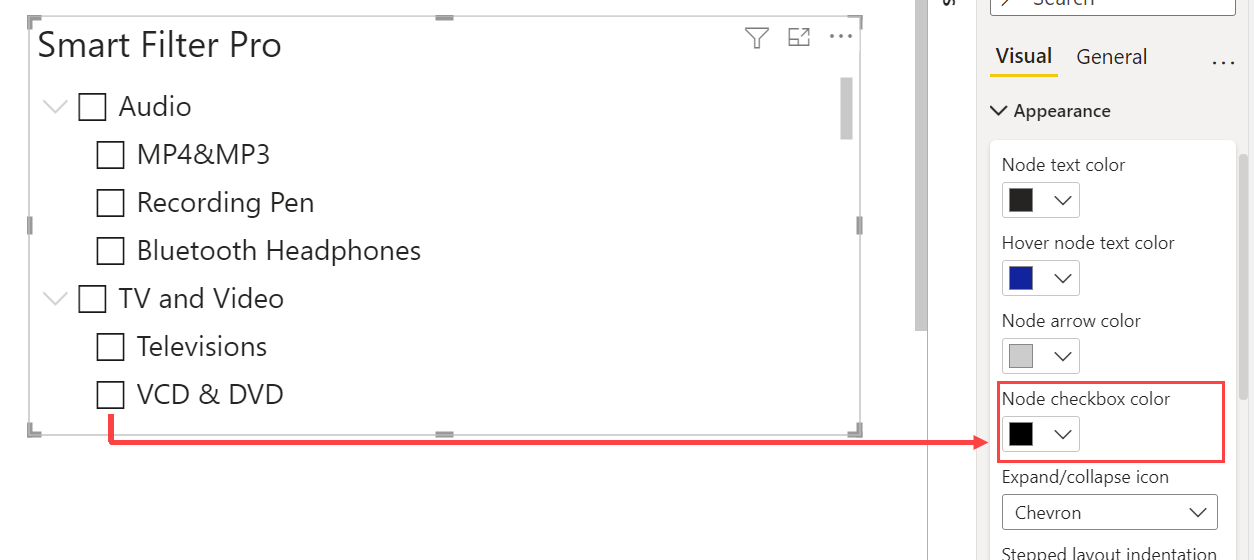 Smart Filter Pro
Audio
MP4&MP3
Recording Pen
Bluetooth Headphones
TV and Video
Televisions
VCD & DVD
Search
Visual General
Appearance
Node text color
Hover node text color
Node arrow color
Node checkbox color
Expand/collapse icon
Chevron
Stepped layout indentation